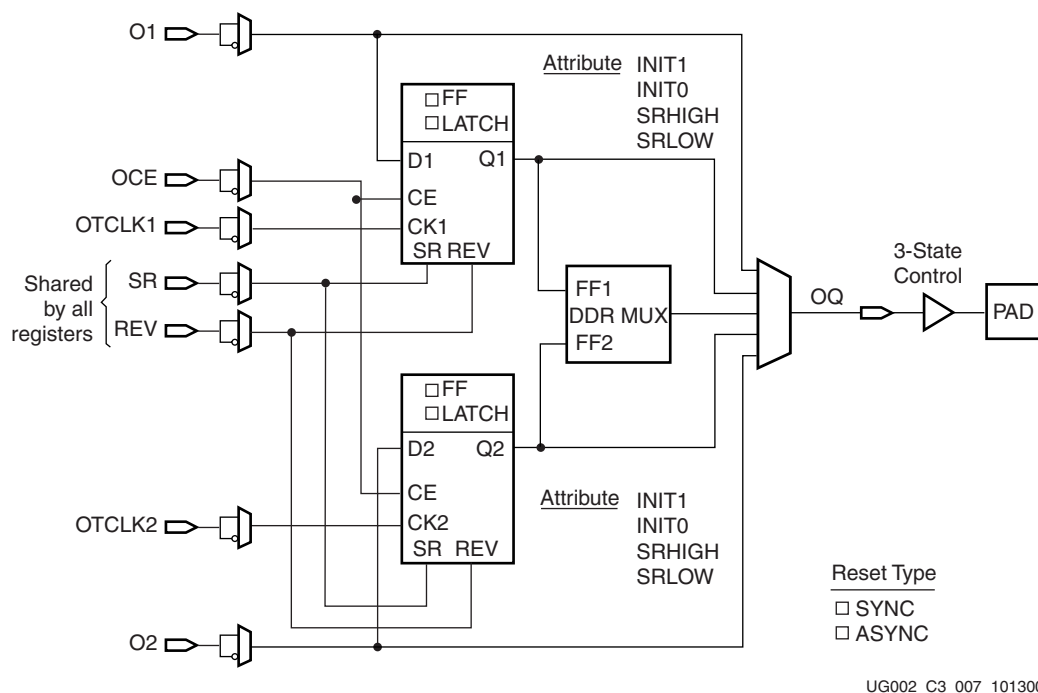 O1
Attribute INIT1
INIT0
SRHIGH
SRLOW
FF
LATCH
D1 Q1
OCE
CE
OTCLK1
CK1
SR REV
Shared
by all
registers
SR
REV
3-State
Control
FF1
DDR MUX
FF2
OQ
PAD
FF
LATCH
D2 Q2
CE
Attribute INIT1
INIT0
SRHIGH
SRLOW
OTCLK2
CK2
SR REV
Reset Type
SYNC
ASYNC
O2
UG002_C3_007_101300